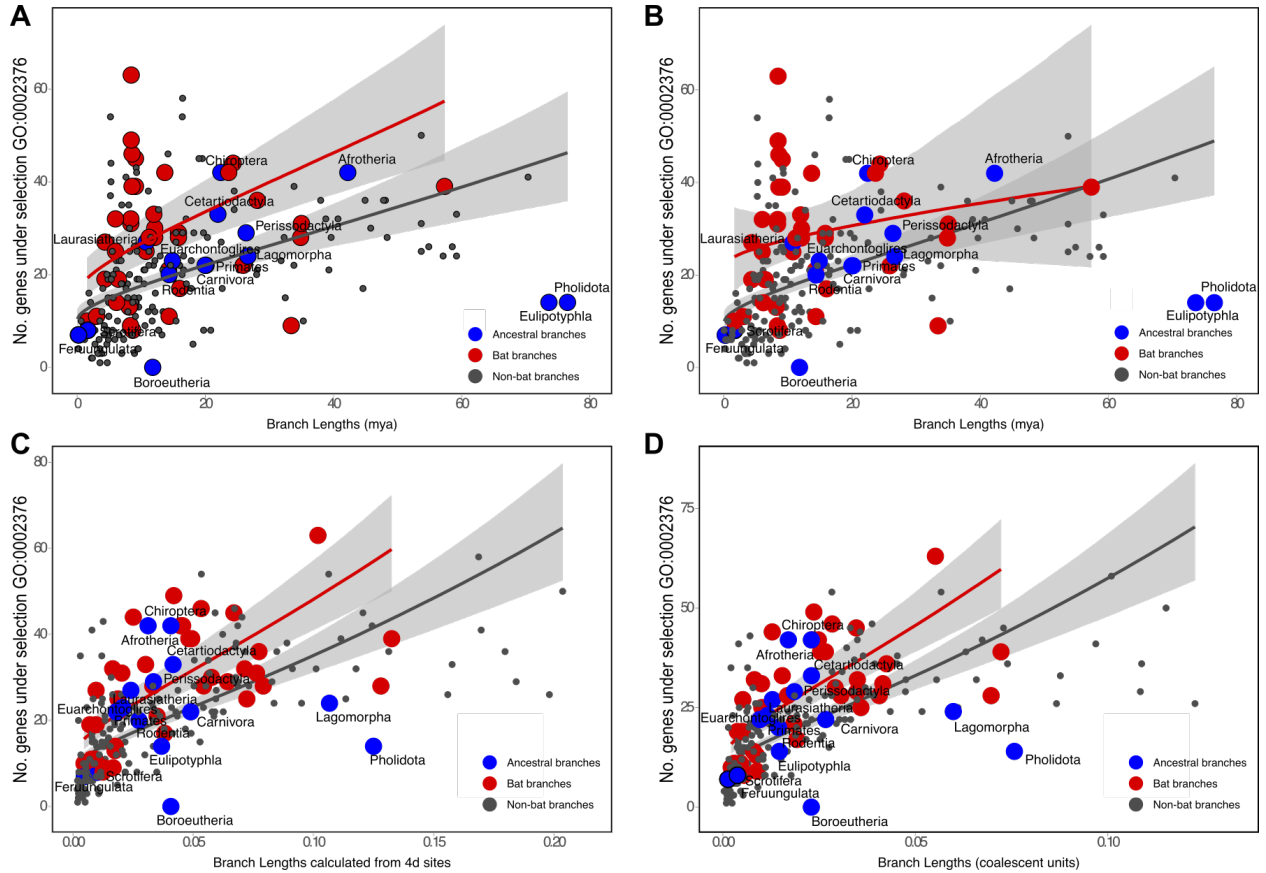 A
No. genes under selection GO:0002376
60
40
20
0
0
20
40
60
80
Branch Lengths (mya)
Chiroptera
Afrotheria
Cetartiodactyla
Perissodactyla
Laurasiatheria
Euarchontoglires
Lagomorpha
Primates
Carnivora
Rodentia
Pholidota
Eulipotyphla
Scrotifera
Feruungulata
Boroeutheria
Ancestral branches
Bat branches
Non-bat branches
B
No. genes under selection GO:0002376
60
40
20
0
0
20
40
60
80
Branch Lengths (mya)
Chiroptera
Afrotheria
Cetartiodactyla
Perissodactyla
Laurasiatheria
Euarchontoglires
Lagomorpha
Primates
Carnivora
Rodentia
Pholidota
Eulipotyphla
Scrotifera
Feruungulata
Boroeutheria
Ancestral branches
Bat branches
Non-bat branches
C
No. genes under selection GO:0002376
80
60
40
20
0
0.00
0.05
0.10
0.15
0.20
Branch Lengths calculated from 4d sites
Chiroptera
Afrotheria
Cetartiodactyla
Perissodactyla
Laurasiatheria
Euarchontoglires
Primates
Carnivora
Rodentia
Lagomorpha
Eulipotyphla
Pholidota
Scrotifera
Feruungulata
Boroeutheria
Ancestral branches
Bat branches
Non-bat branches
D
No. genes under selection GO:0002376
75
50
25
0
0.00
0.05
0.10
Branch Lengths (coalescent units)
Chiroptera
Afrotheria
Cetartiodactyla
Perissodactyla
Laurasiatheria
Euarchontoglires
Primates
Carnivora
Rodentia
Lagomorpha
Eulipotyphla
Pholidota
Scrotifera
Feruungulata
Boroeutheria
Ancestral branches
Bat branches
Non-bat branches